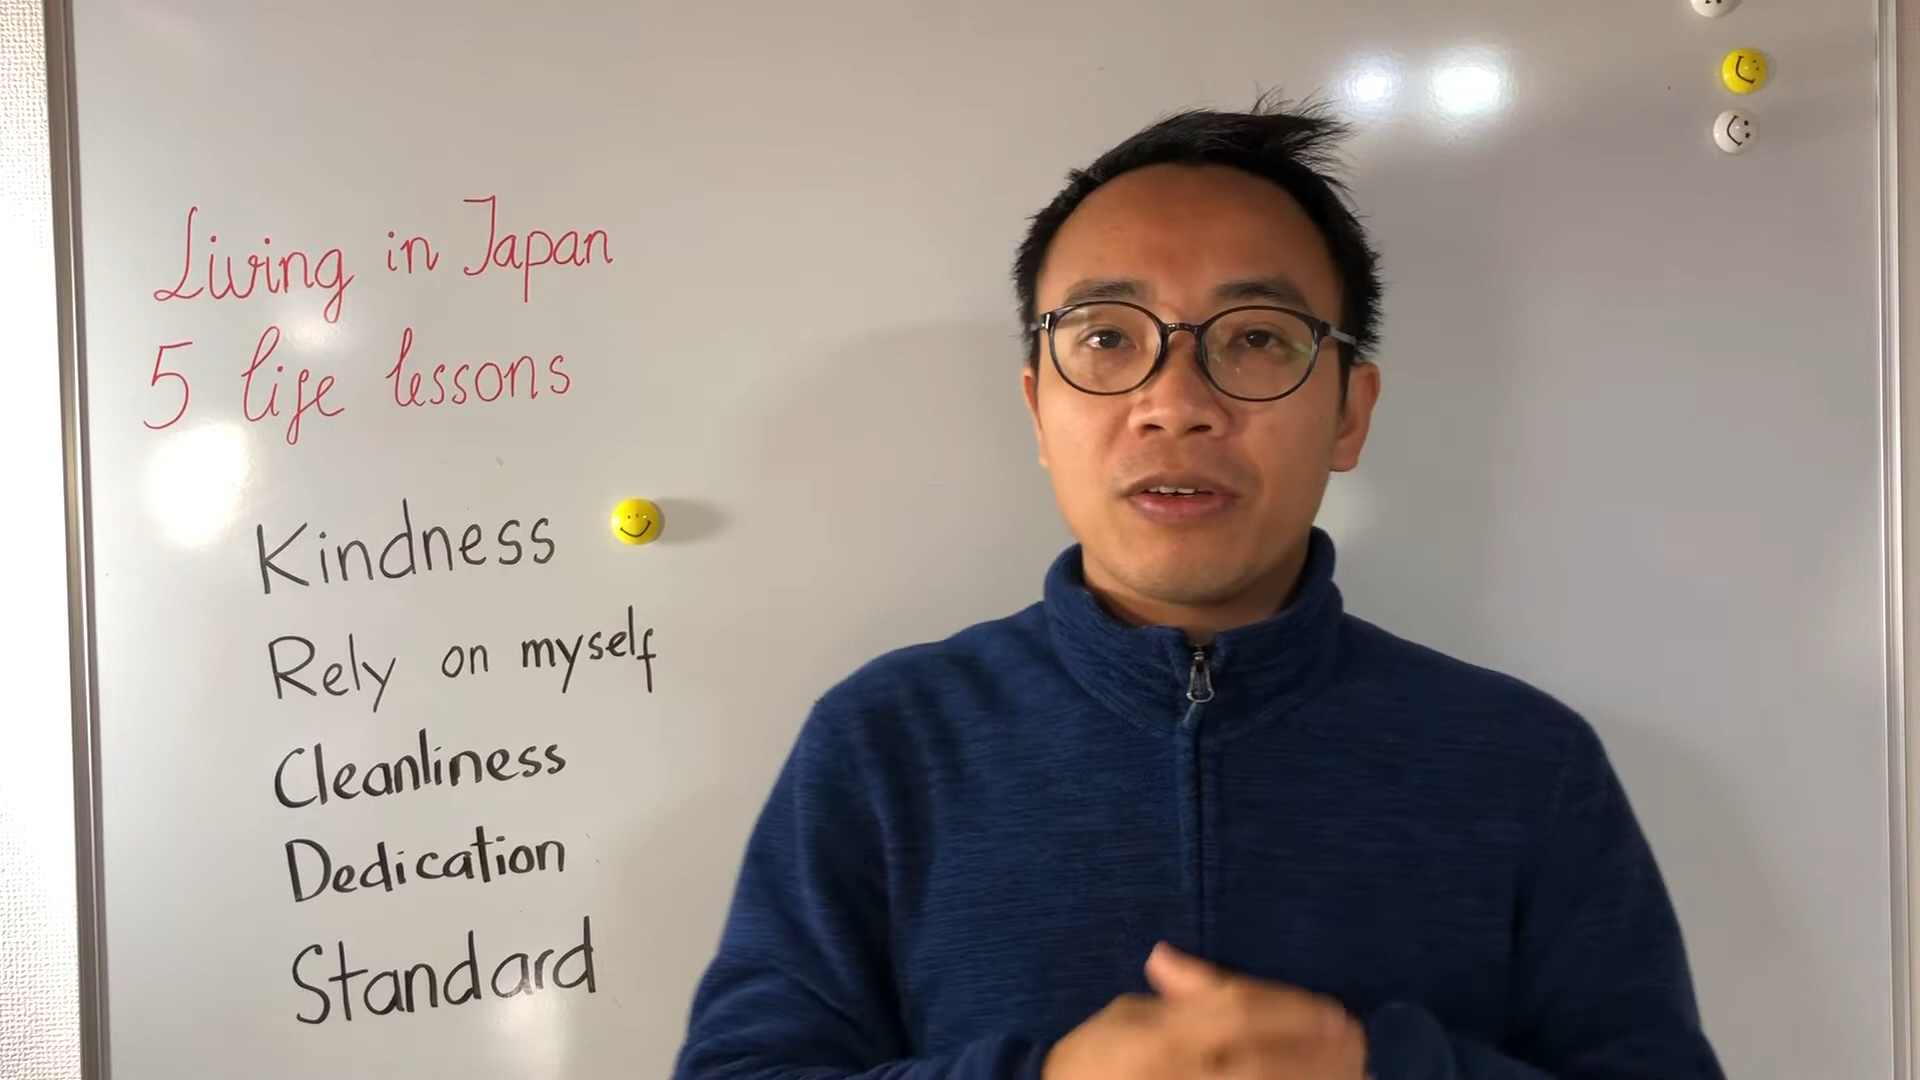 Living in Japan
5 life lessons
Kindness
Rely on myself
Cleanliness
Dedication
Standard